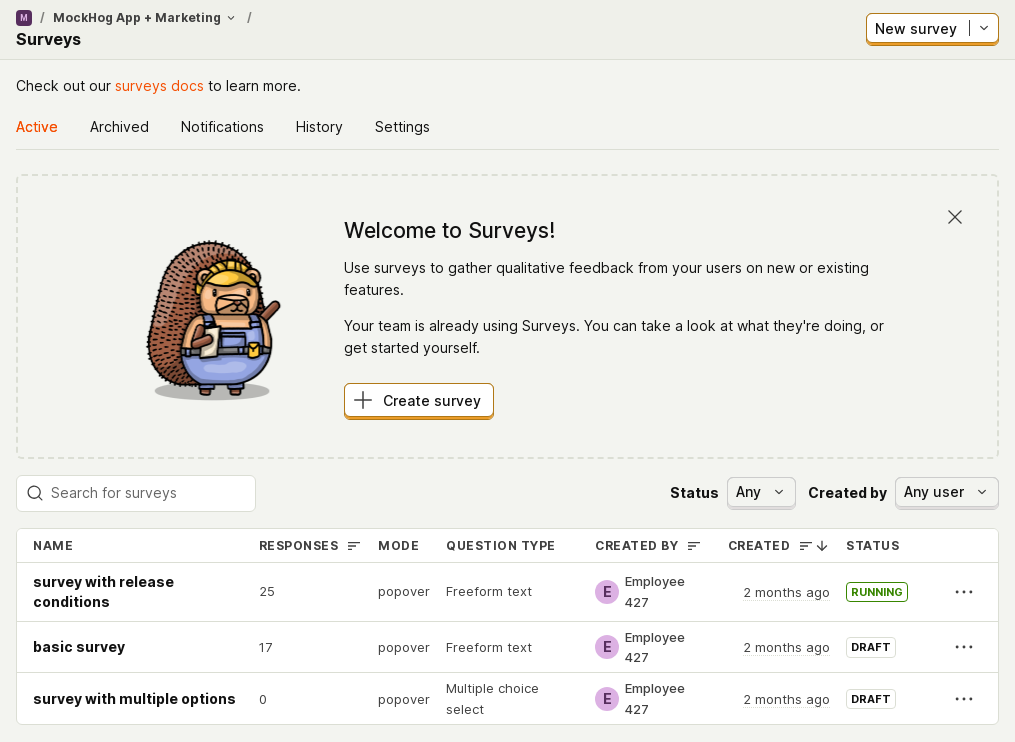 M / MockHog App + Marketing /
Surveys
New survey
Check out our surveys docs to learn more.
Active Archived Notifications History Settings
Welcome to Surveys!
Use surveys to gather qualitative feedback from your users on new or existing
features.
Your team is already using Surveys. You can take a look at what they're doing, or
get started yourself.
Create survey
Search for surveys
Status Any Created by Any user
NAME RESPONSES MODE QUESTION TYPE CREATED BY CREATED STATUS
survey with release
conditions
25 popover Freeform text E Employee
427
2 months ago RUNNING
basic survey 17 popover Freeform text E Employee
427
2 months ago DRAFT
survey with multiple options 0 popover Multiple choice
select
E Employee
427
2 months ago DRAFT